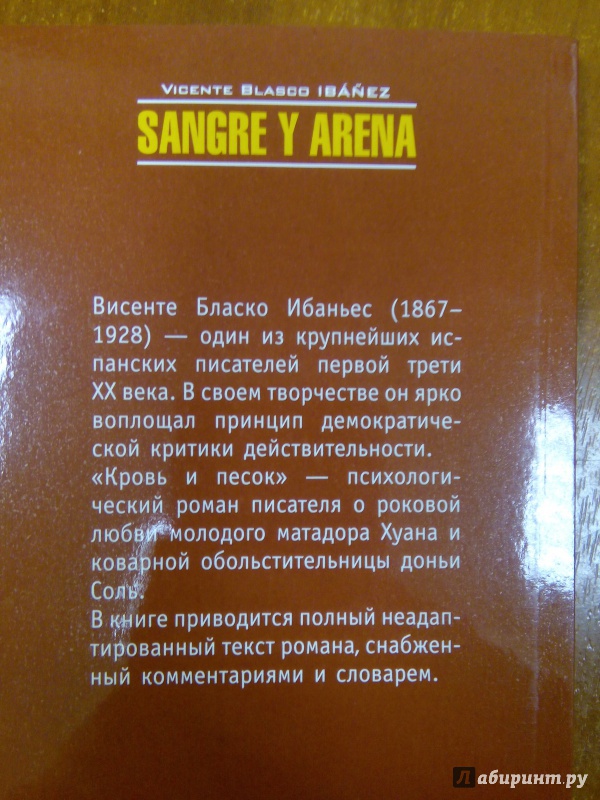 Vicente Blasco Ibáñez
SANGRE Y ARENA
Висенте Бласко Ибаньес (1867–
1928) — один из крупнейших ис-
панских писателей первой трети
XX века. В своем творчестве он ярко
воплощал принцип демократиче-
ской критики действительности.
«Кровь и песок» — психологи-
ческий роман писателя о роковой
любви молодого матадора Хуана и
коварной обольстительницы доньи
Соль.
В книге приводится полный неадап-
тированный текст романа, снабжен-
ный комментариями и словарем.
Лабиринт.ру